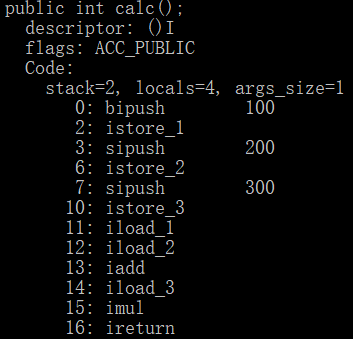 public int calc();
descriptor: ()I
flags: ACC_PUBLIC
Code:
stack=2, locals=4, args_size=1
0: bipush 100
2: istore_1
3: sipush 200
6: istore_2
7: sipush 300
10: istore_3
11: iload_1
12: iload_2
13: iadd
14: iload_3
15: imul
16: ireturn